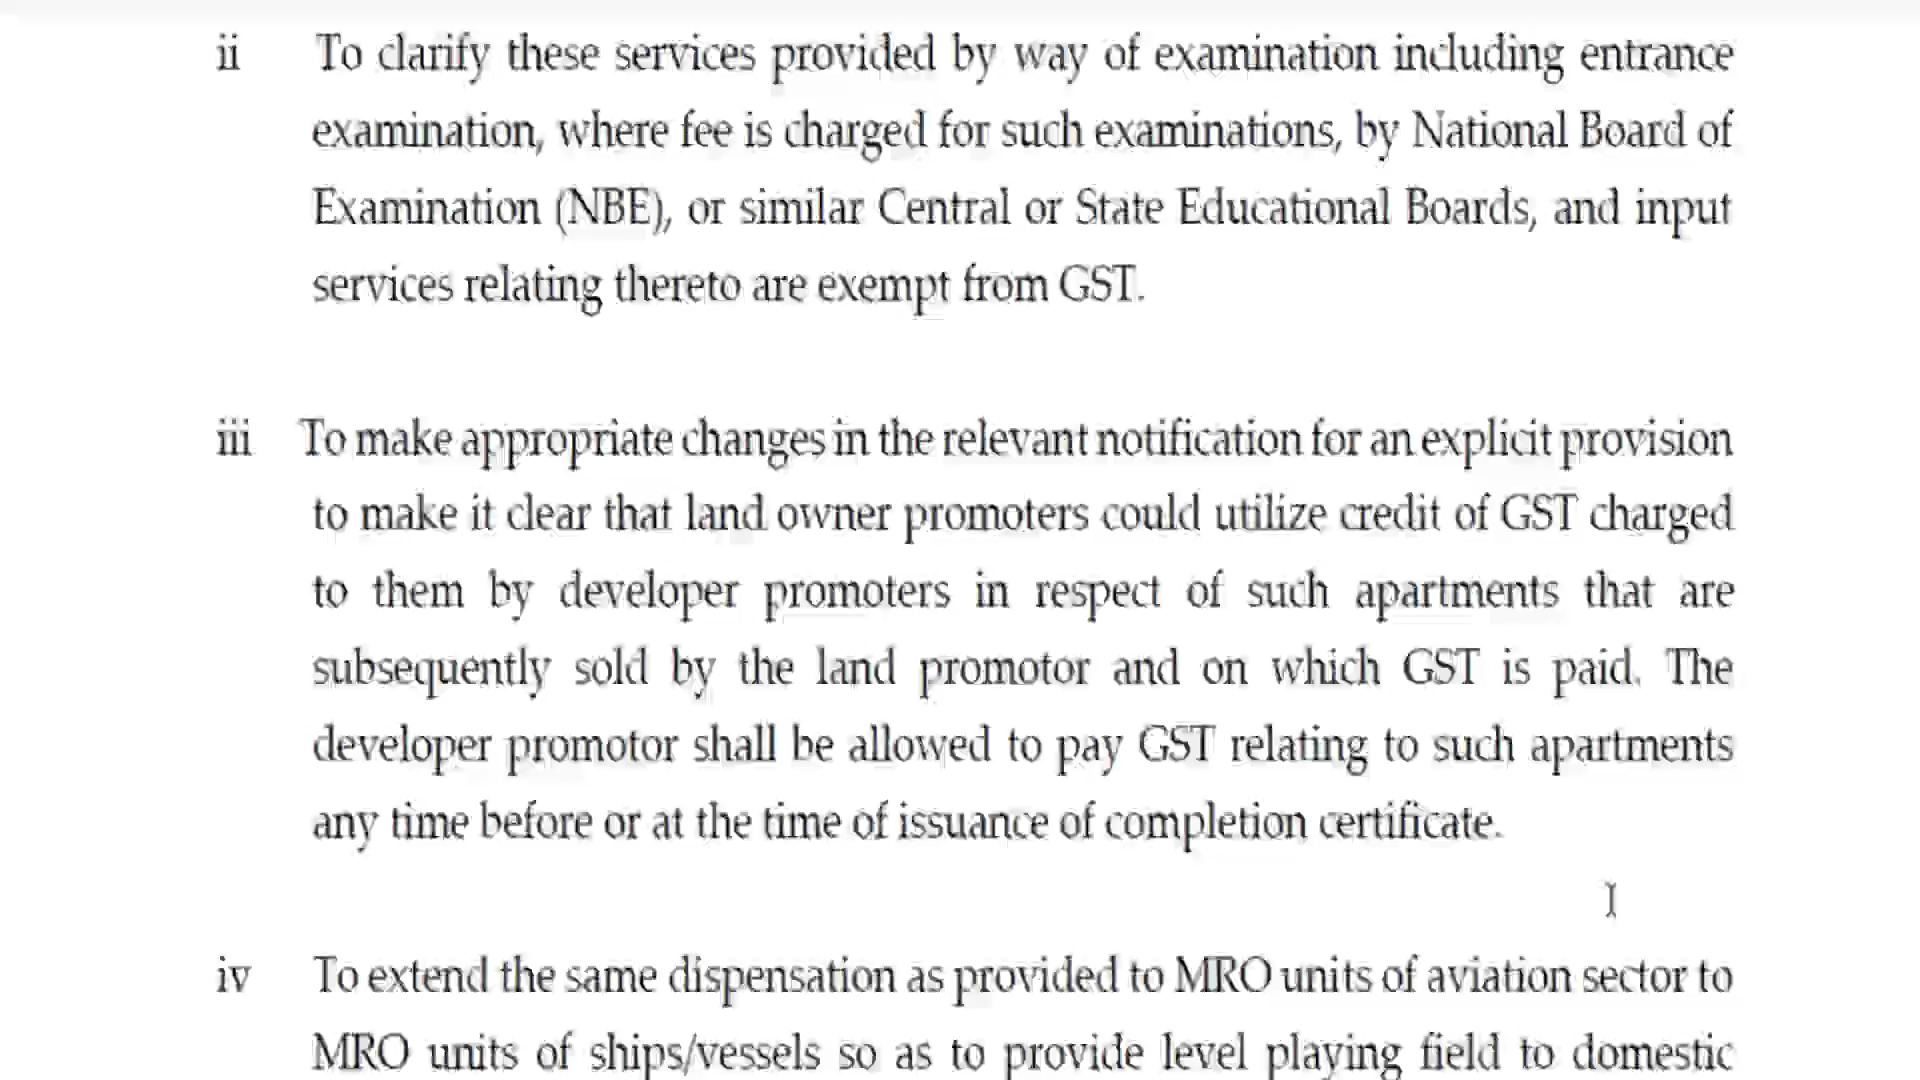 ii To clarify these services provided by way of examination including entrance
examination, where fee is charged for such examinations, by National Board of
Examination (NBE), or similar Central or State Educational Boards, and input
services relating thereto are exempt from GST.
iii To make appropriate changes in the relevant notification for an explicit provision
to make it clear that land owner promoters could utilize credit of GST charged
to them by developer promoters in respect of such apartments that are
subsequently sold by the land promotor and on which GST is paid. The
developer promotor shall be allowed to pay GST relating to such apartments
any time before or at the time of issuance of completion certificate.
iv To extend the same dispensation as provided to MRO units of aviation sector to
MRO units of ships/vessels so as to provide level playing field to domestic